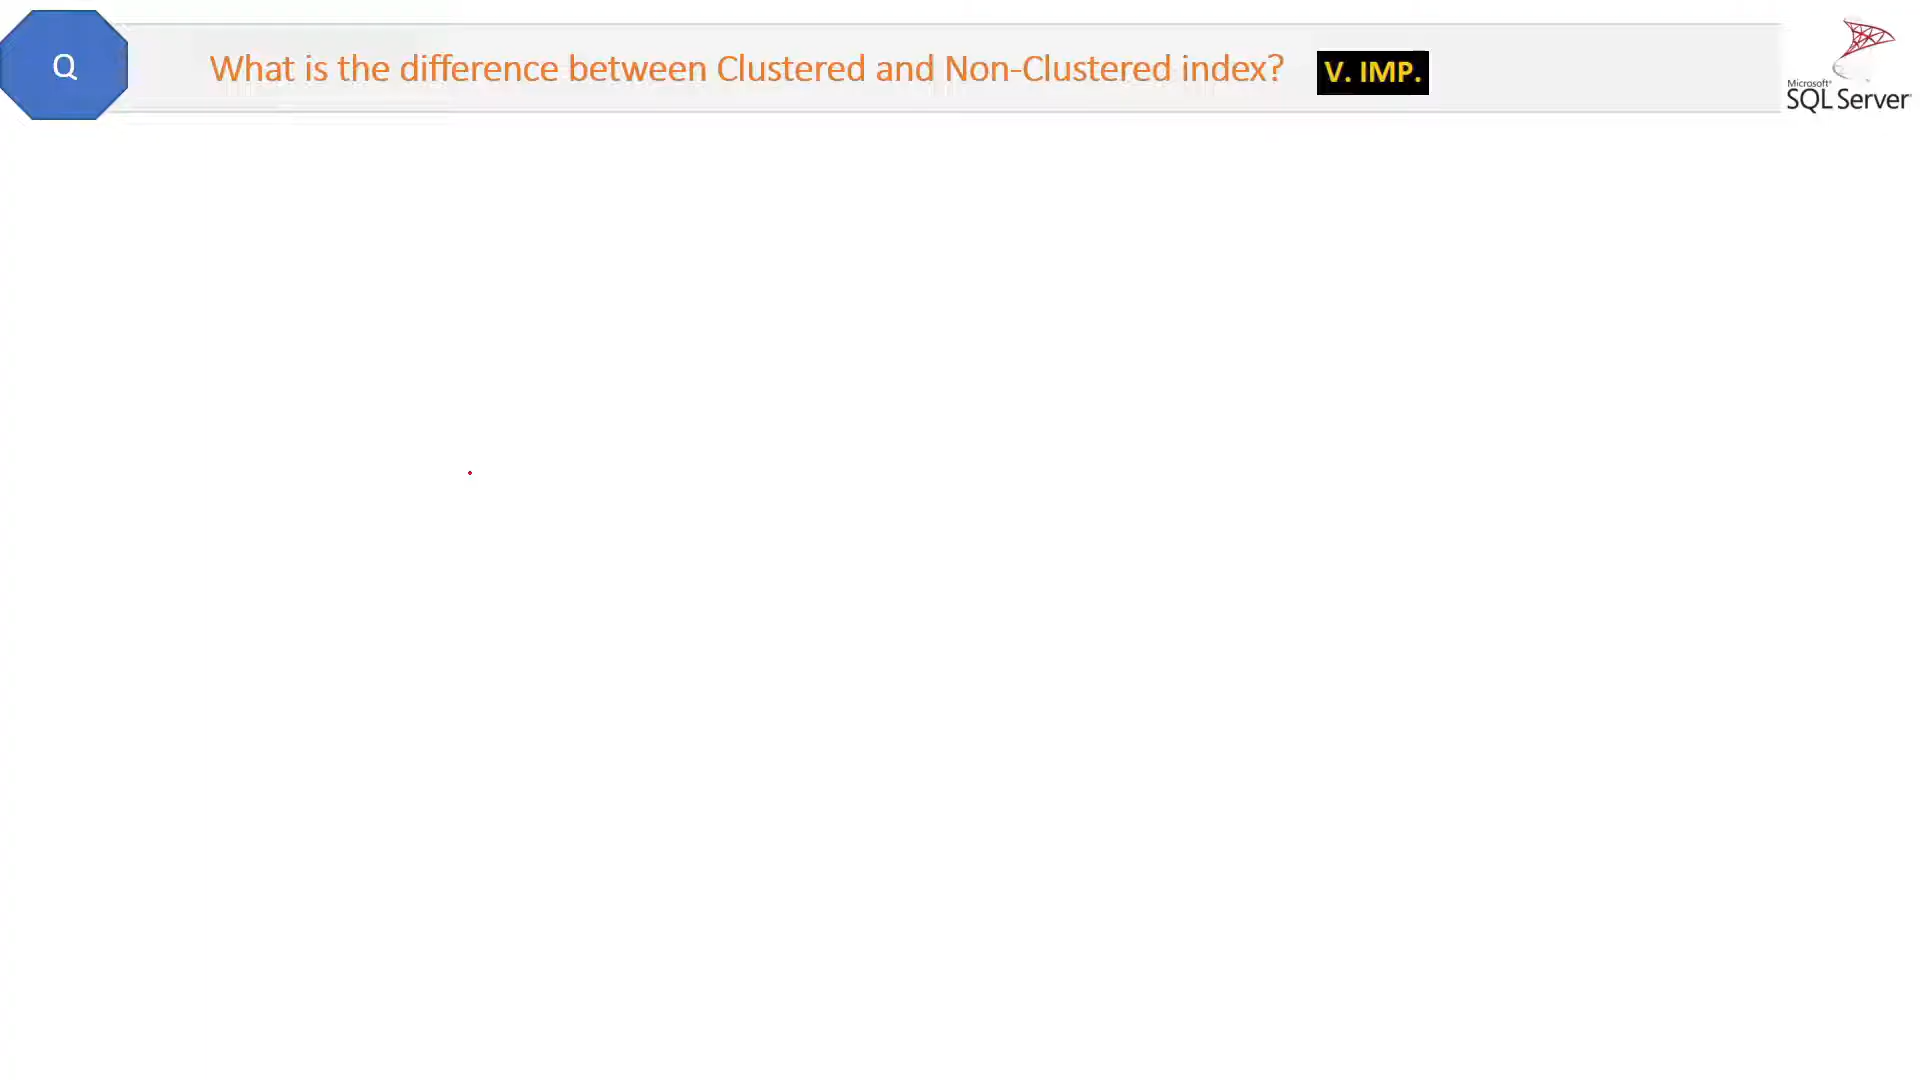 Q
What is the difference between Clustered and Non-Clustered index?
V. IMP.
Microsoft®
SQL Server